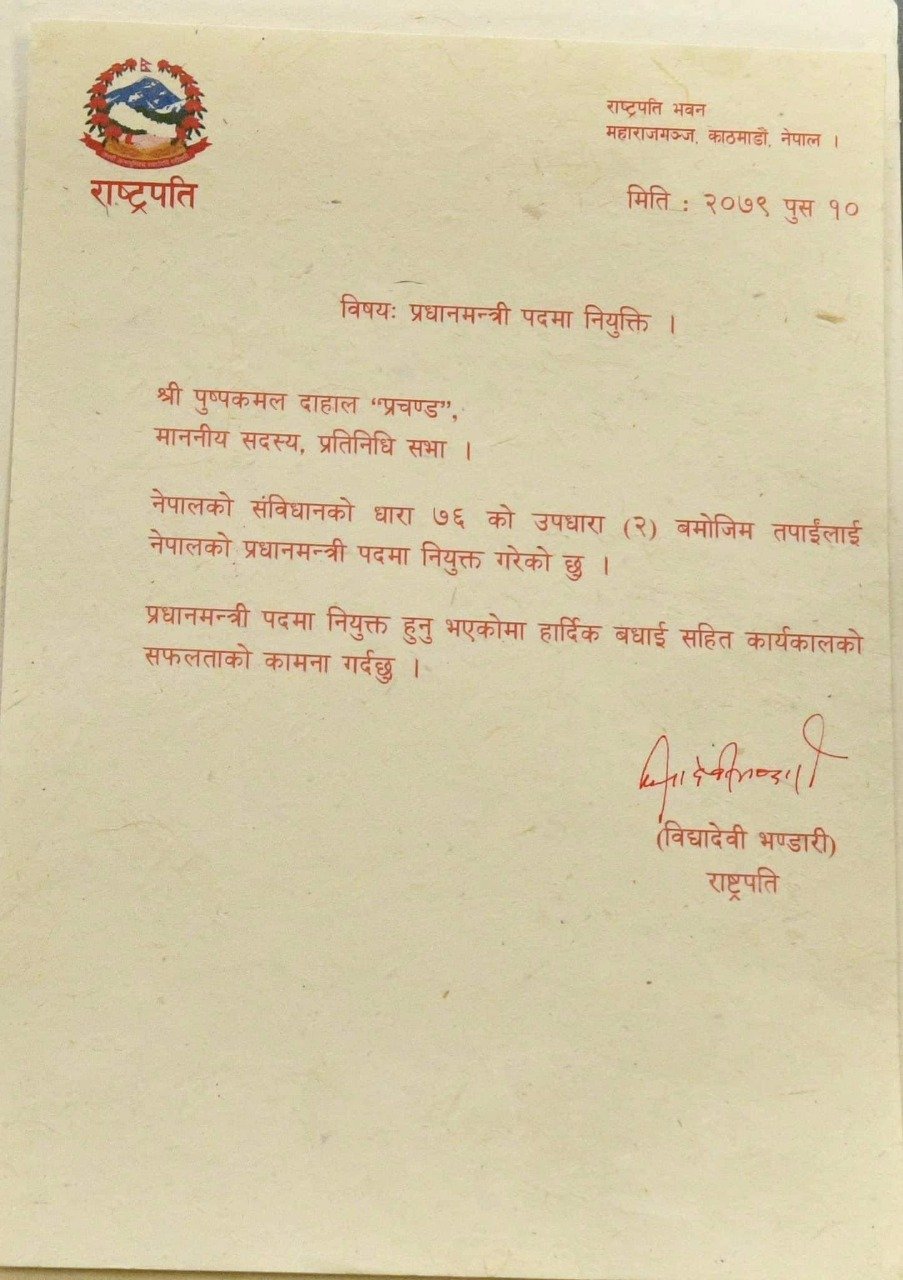 राष्ट्रपति
राष्ट्रपति भवन
महाराजगञ्ज, काठमाडौं, नेपाल ।
मिति : २०७९ पुस १०
विषयः प्रधानमन्त्री पदमा नियुक्ति ।
श्री पुष्पकमल दाहाल “प्रचण्ड”,
माननीय सदस्य, प्रतिनिधि सभा ।
नेपालको संविधानको धारा ७६ को उपधारा (२) बमोजिम तपाईंलाई
नेपालको प्रधानमन्त्री पदमा नियुक्त गरेको छु ।
प्रधानमन्त्री पदमा नियुक्त हुनु भएकोमा हार्दिक बधाई सहित कार्यकालको
सफलताको कामना गर्दछु ।
(विद्यादेवी भण्डारी)
राष्ट्रपति